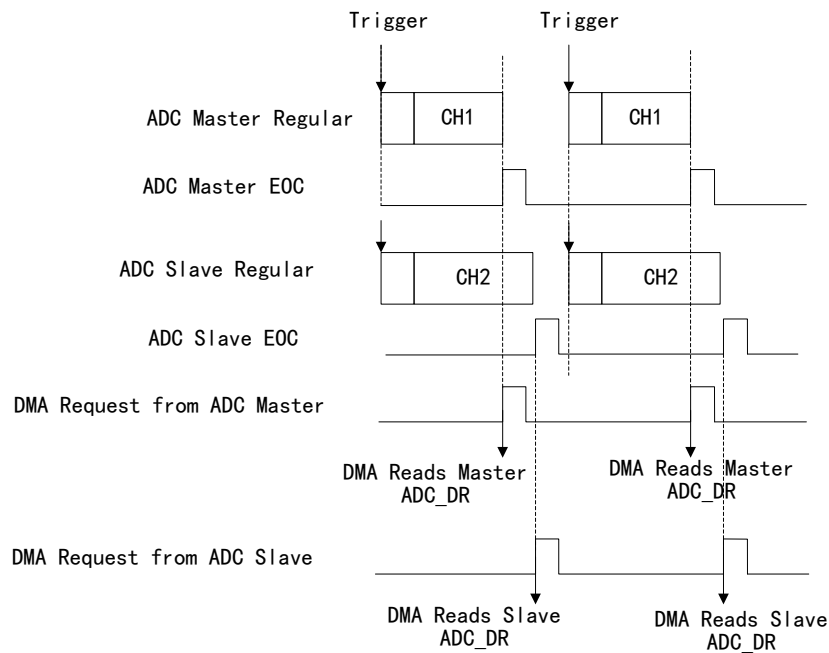 Trigger Trigger
ADC Master Regular CH1 CH1
ADC Master EOC
ADC Slave Regular CH2 CH2
ADC Slave EOC
DMA Request from ADC Master
DMA Reads Master DMA Reads Master
ADC_DR ADC_DR
DMA Request from ADC Slave
DMA Reads Slave DMA Reads Slave
ADC_DR ADC_DR